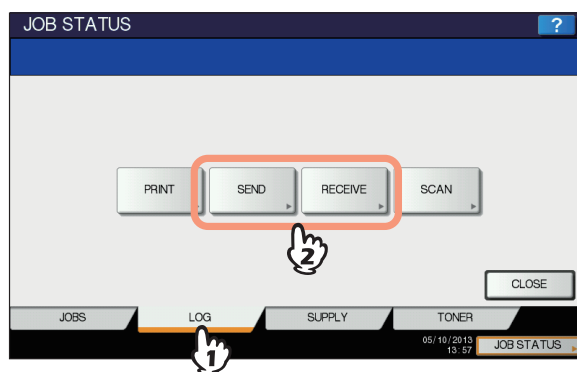 JOB STATUS ?
PRINT SEND RECEIVE SCAN
2
CLOSE
JOBS LOG SUPPLY TONER
1
05/10/2013
13:57
JOB STATUS